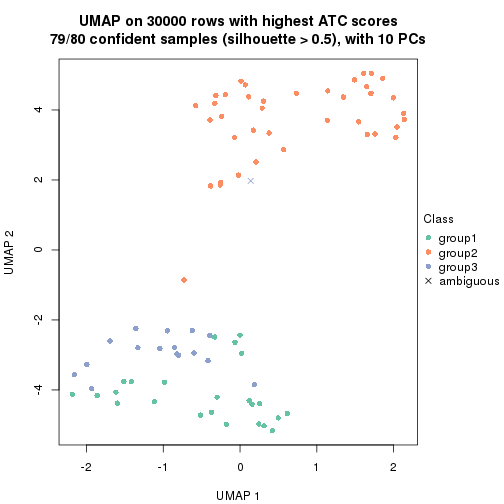 UMAP on 30000 rows with highest ATC scores
79/80 confident samples (silhouette > 0.5), with 10 PCs
4
2
0
-2
-4
UMAP 2
-2
-1
0
1
2
UMAP 1
Class
group1
group2
group3
ambiguous